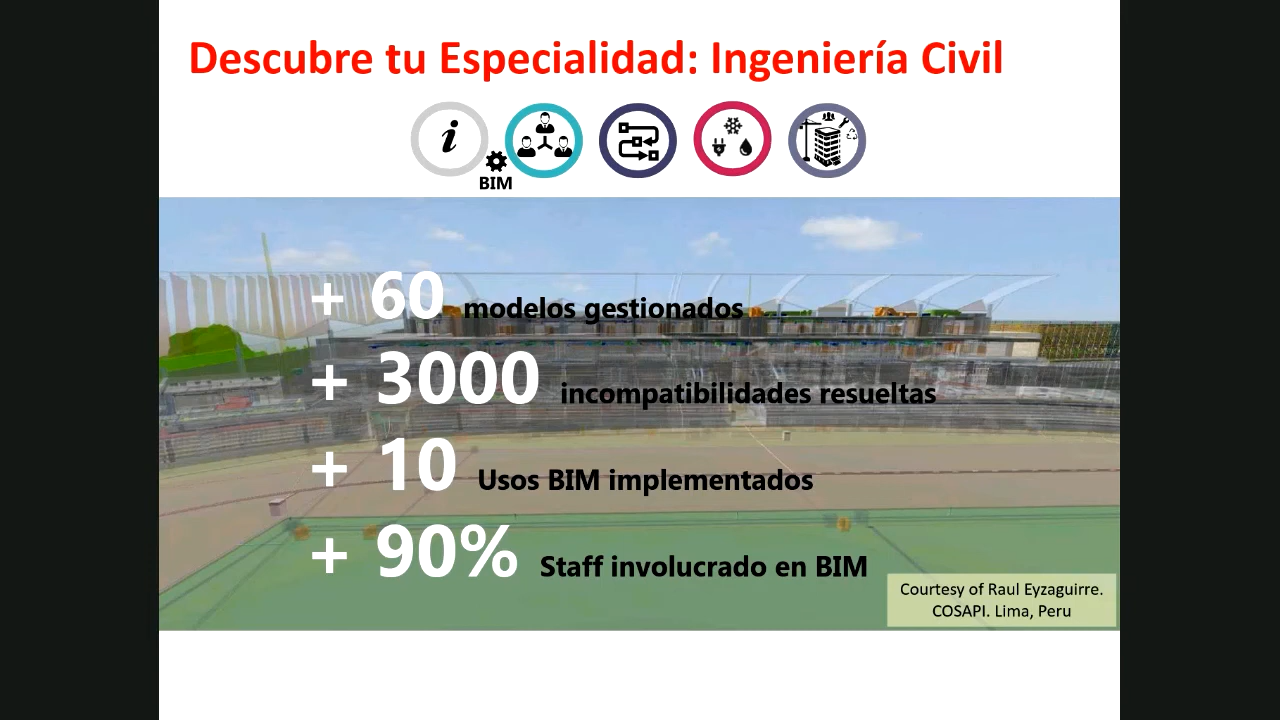 Descubre tu Especialidad: Ingeniería Civil
i
BIM
+ 60 modelos gestionados
+ 3000 incompatibilidades resueltas
+ 10 Usos BIM implementados
+ 90% Staff involucrado en BIM
Courtesy of Raul Eyzaguirre.
COSAPI. Lima, Peru